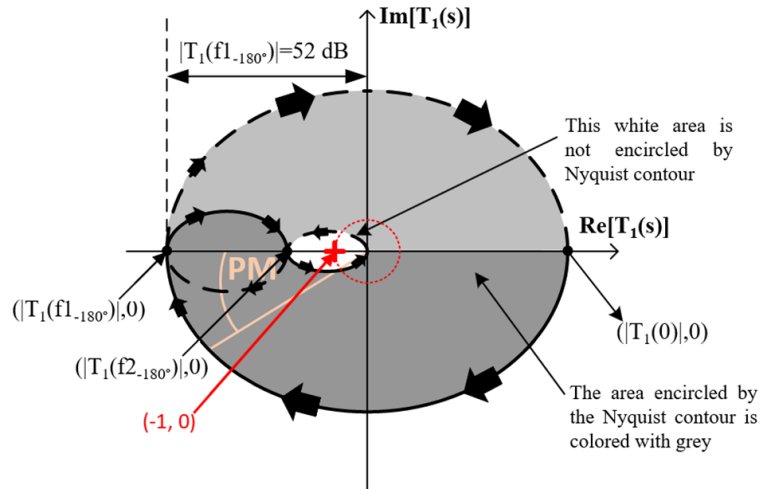 Im[T1(s)]
|T1(f1-180°)|=52 dB
This white area is
not encircled by
Nyquist contour
Re[T1(s)]
PM
(|T1(f1-180°)|,0)
(|T1(0)|,0)
(|T1(f2-180°)|,0)
(-1, 0)
The area encircled by
the Nyquist contour is
colored with grey